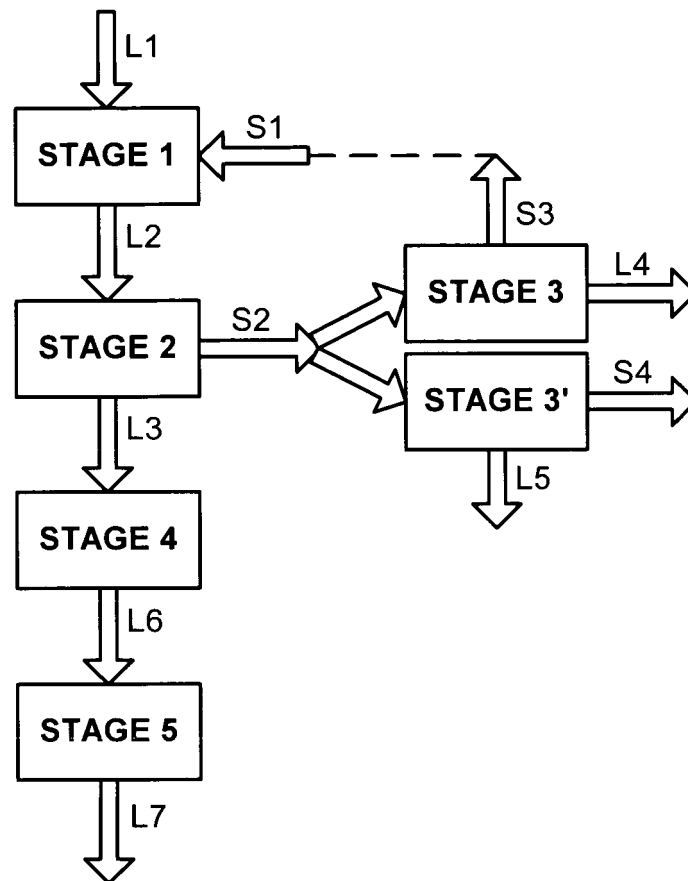 L1
S1
STAGE 1
S3
L2
L4
STAGE 3
S2
STAGE 2
S4
STAGE 3'
L3
L5
STAGE 4
L6
STAGE 5
L7